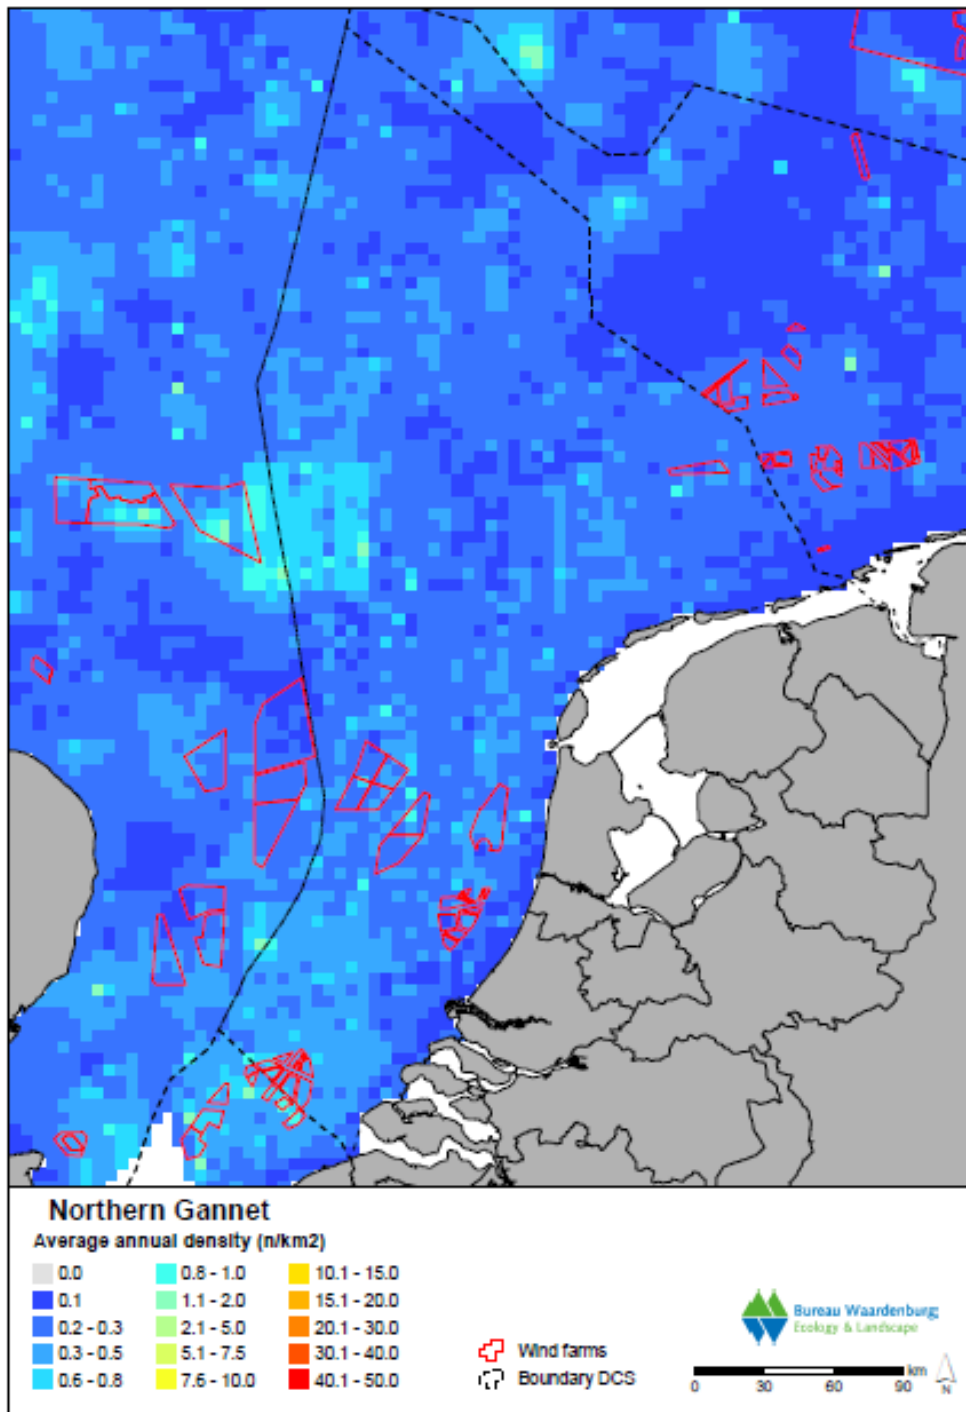 Northern Gannet
Average annual density (n/km2)
0.0
0.1
0.2 - 0.3
0.3 - 0.5
0.6 - 0.8
0.8 - 1.0
1.1 - 2.0
2.1 - 5.0
5.1 - 7.5
7.6 - 10.0
10.1 - 15.0
15.1 - 20.0
20.1 - 30.0
30.1 - 40.0
40.1 - 50.0
Wind farms
Boundary DCS
Bureau Waardenburg
Ecology & Landscape
km
0 30 60 90
N